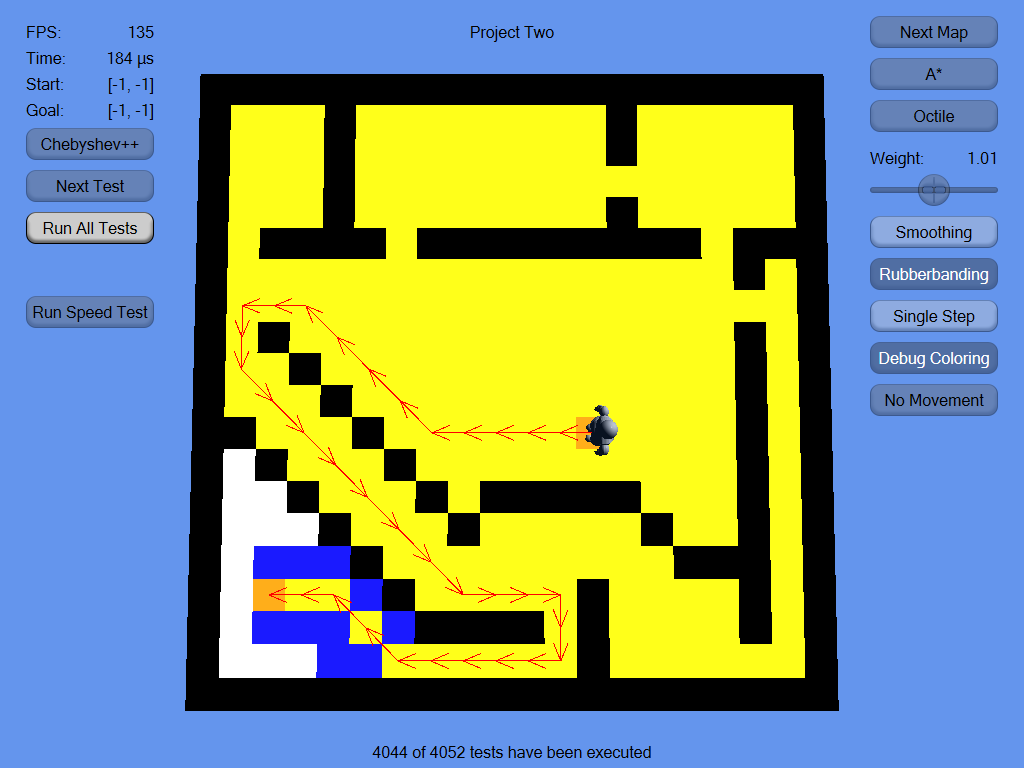 FPS: 135
Time: 184 µs
Start: [-1, -1]
Goal: [-1, -1]
Chebyshev++
Next Test
Run All Tests
Run Speed Test
Project Two
Next Map
A*
Octile
Weight: 1.01
Smoothing
Rubberbanding
Single Step
Debug Coloring
No Movement
4044 of 4052 tests have been executed